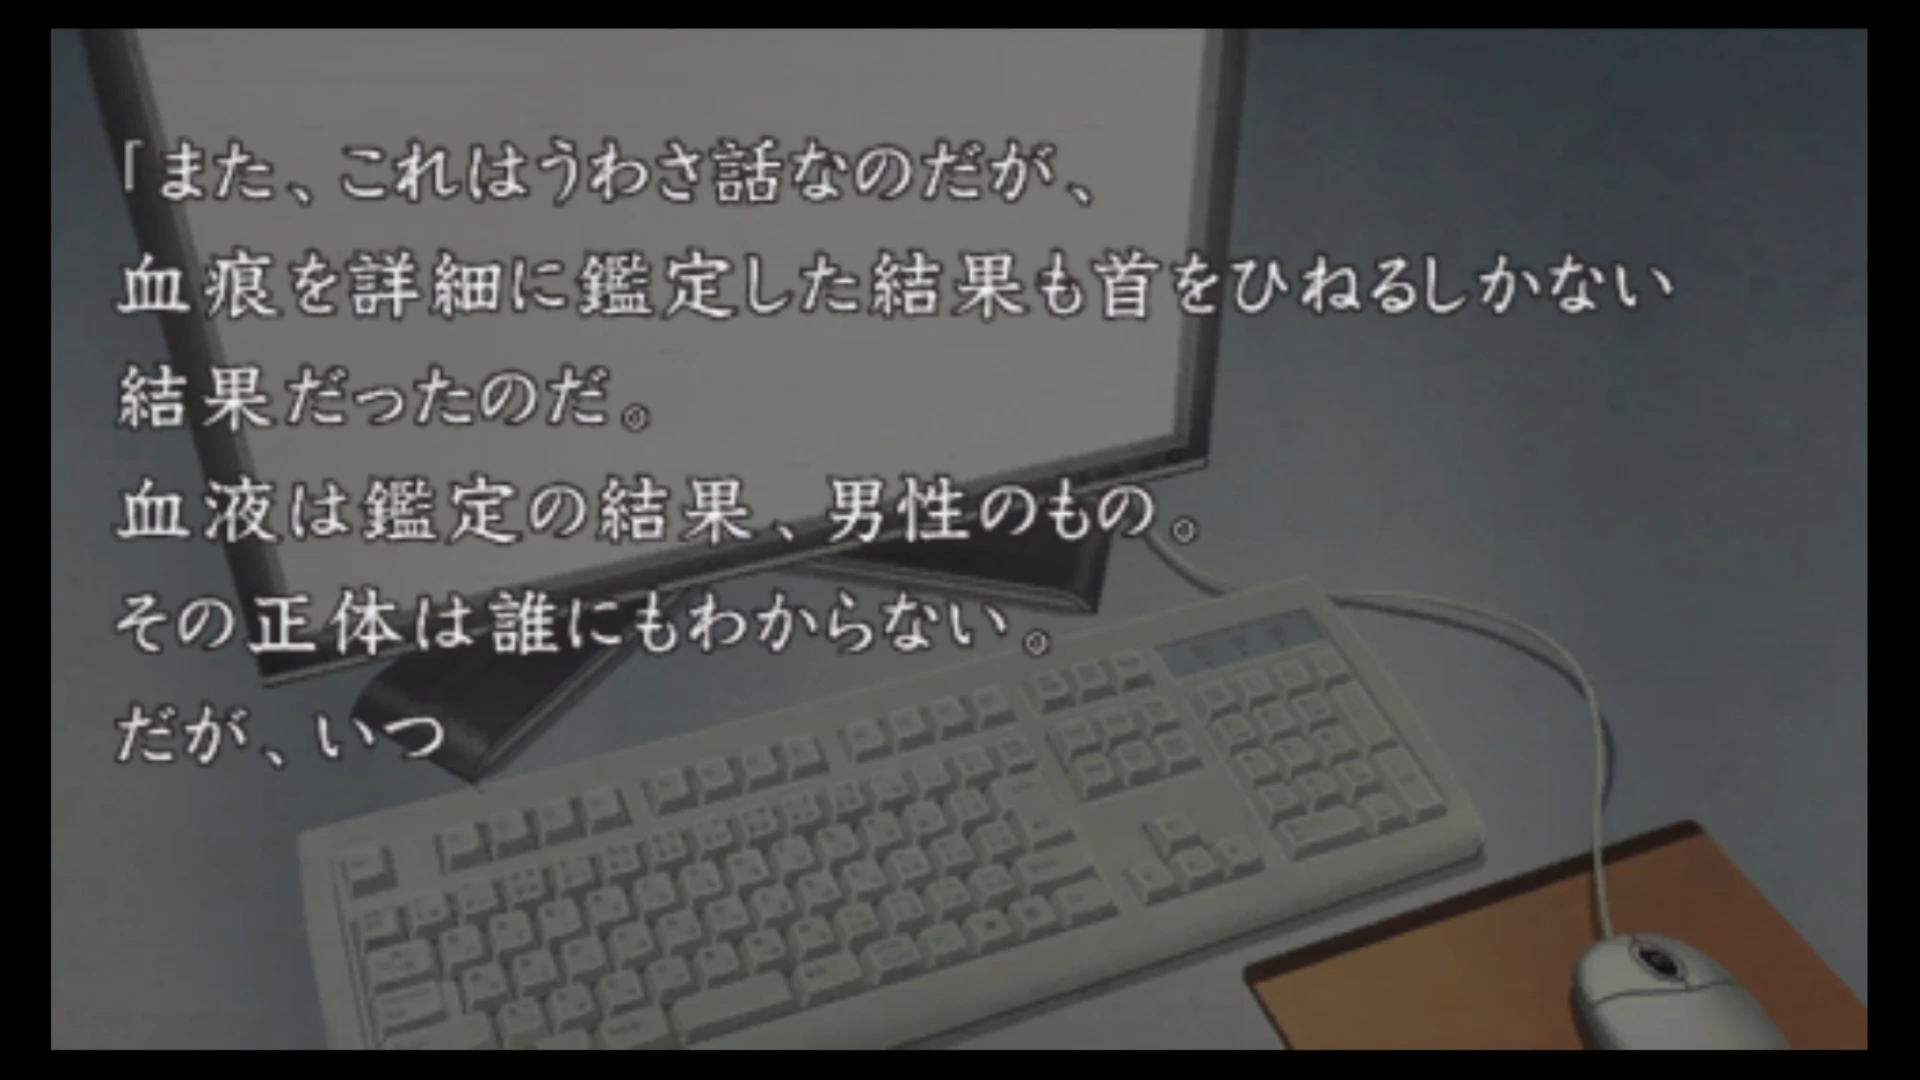 「また、これはうわさ話なのだが、
血痕を詳細に鑑定した結果も首をひねるしかない
結果だったのだ。
血液は鑑定の結果、男性のもの。
その正体は誰にもわからない。
だが、いつ